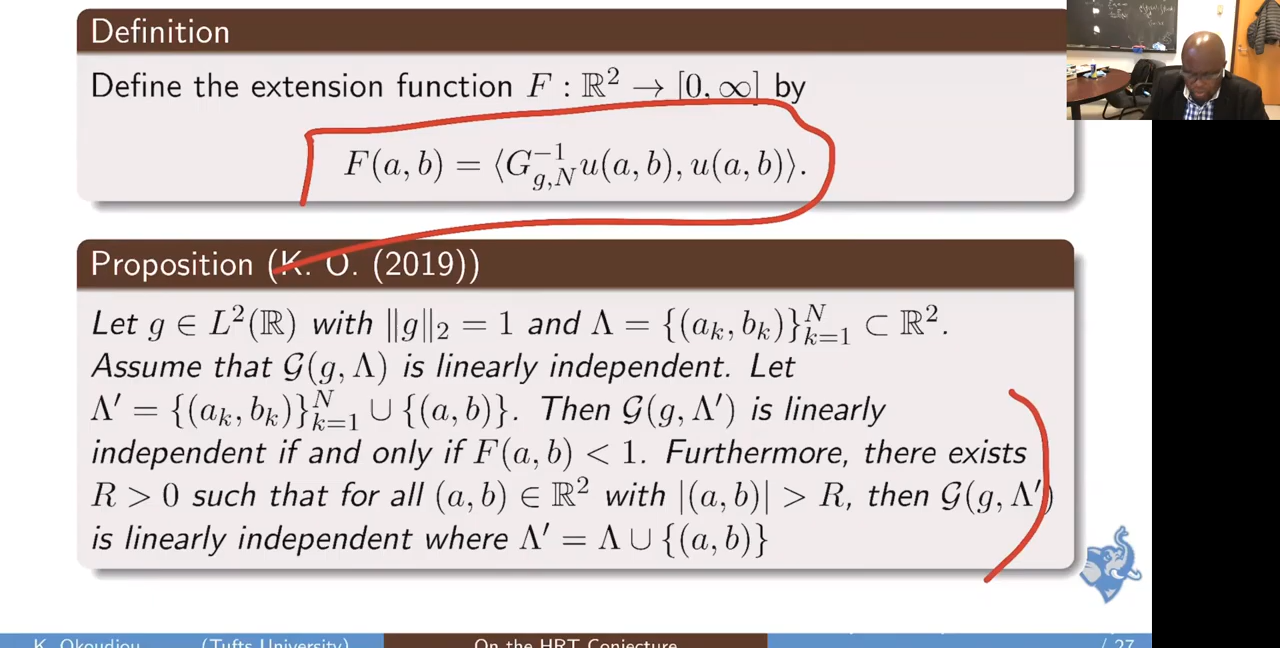 Definition
Define the extension function F : ℝ² → [0, ∞] by
F(a, b) = ⟨G⁻¹_{g,N} u(a, b), u(a, b)⟩.
Proposition (K. O. (2019))
Let g ∈ L²(ℝ) with ‖g‖₂ = 1 and Λ = {(a_k, b_k)}_{k=1}^N ⊂ ℝ².
Assume that 𝒢(g, Λ) is linearly independent. Let
Λ′ = {(a_k, b_k)}_{k=1}^N ∪ {(a, b)}. Then 𝒢(g, Λ′) is linearly
independent if and only if F(a, b) < 1. Furthermore, there exists
R > 0 such that for all (a, b) ∈ ℝ² with |(a, b)| > R, then 𝒢(g, Λ′)
is linearly independent where Λ′ = Λ ∪ {(a, b)}
K. Okoudjou (Tufts University) On the HRT Conjecture / 27